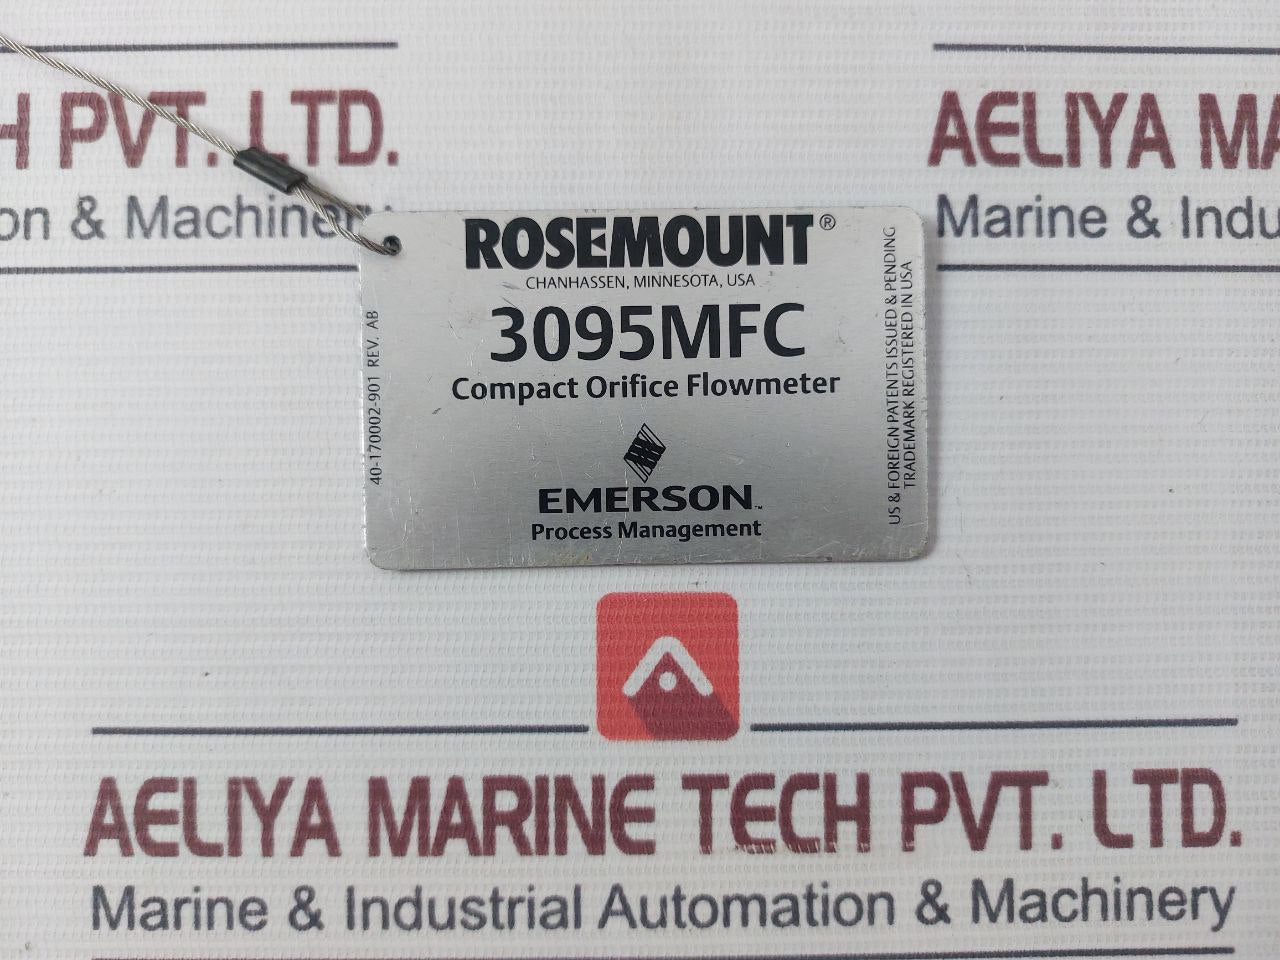 H PVT. LTD.
on & Machinery
AELIYA MA
Marine & Indu
ROSEMOUNT®
CHANHASSEN, MINNESOTA, USA
3095MFC
Compact Orifice Flowmeter
EMERSON™
Process Management
40-170002-901 REV. AB
US & FOREIGN PATENTS ISSUED & PENDING
TRADEMARK REGISTERED IN USA
AELIYA MARINE TECH PVT. LTD.
Marine & Industrial Automation & Machinery